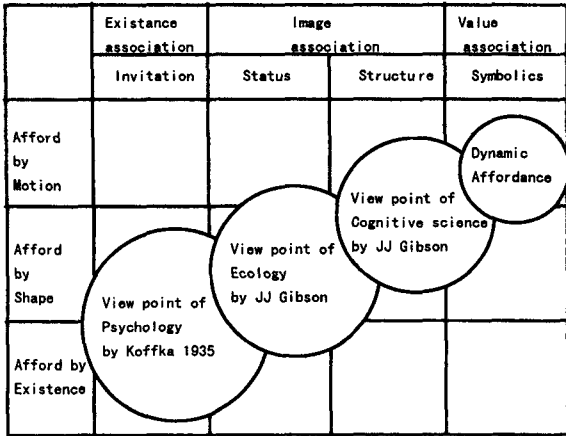 Existance
association
Image
association
Value
association
Invitation
Status
Structure
Symbolics
Afford
by
Motion
Dynamic
Affordance
View point of
Cognitive science
by JJ Gibson
Afford
by
Shape
View point of
Ecology
by JJ Gibson
View point of
Psychology
by Koffka 1935
Afford by
Existence